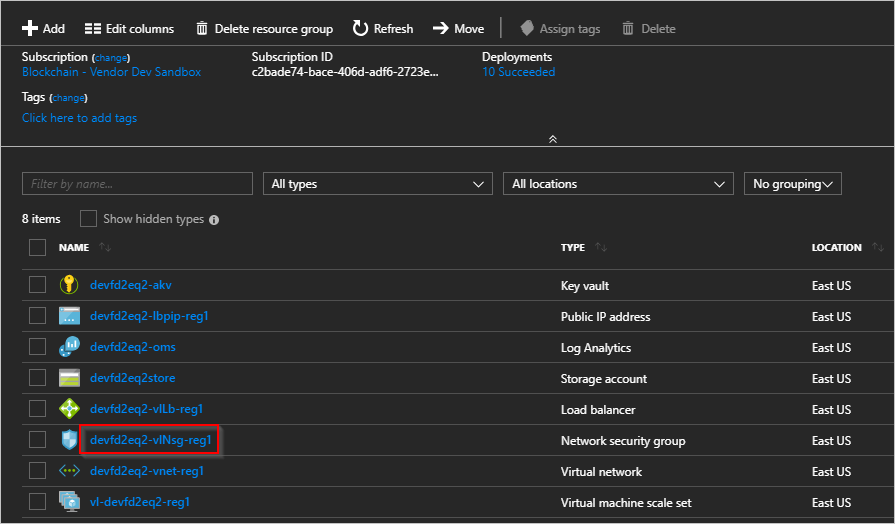 Add Edit columns Delete resource group Refresh Move Assign tags Delete
Subscription (change) Subscription ID Deployments
Blockchain - Vendor Dev Sandbox c2bade74-bace-406d-adf6-2723e... 10 Succeeded
Tags (change)
Click here to add tags
Filter by name... All types All locations No grouping
8 items Show hidden types
NAME TYPE LOCATION
devfd2eq2-akv Key vault East US
devfd2eq2-lbpip-reg1 Public IP address East US
devfd2eq2-oms Log Analytics East US
devfd2eq2store Storage account East US
devfd2eq2-vlLb-reg1 Load balancer East US
devfd2eq2-vlNsg-reg1 Network security group East US
devfd2eq2-vnet-reg1 Virtual network East US
vl-devfd2eq2-reg1 Virtual machine scale set East US